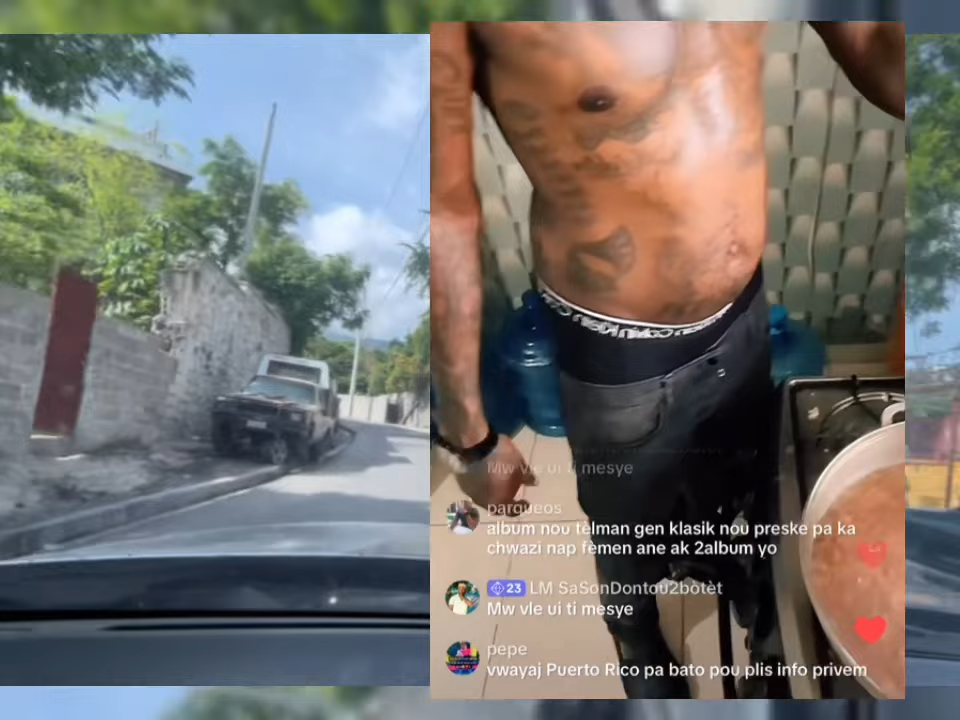 Mw vle ui ti mesye
parqueos
album nou tèlman gen klasik nou preske pa ka
chwazi nap fèmen ane ak 2album yo
23 LM SaSonDontou2botèt
Mw vle ui ti mesye
pepe
vwayaj Puerto Rico pa bato pou plis info privem